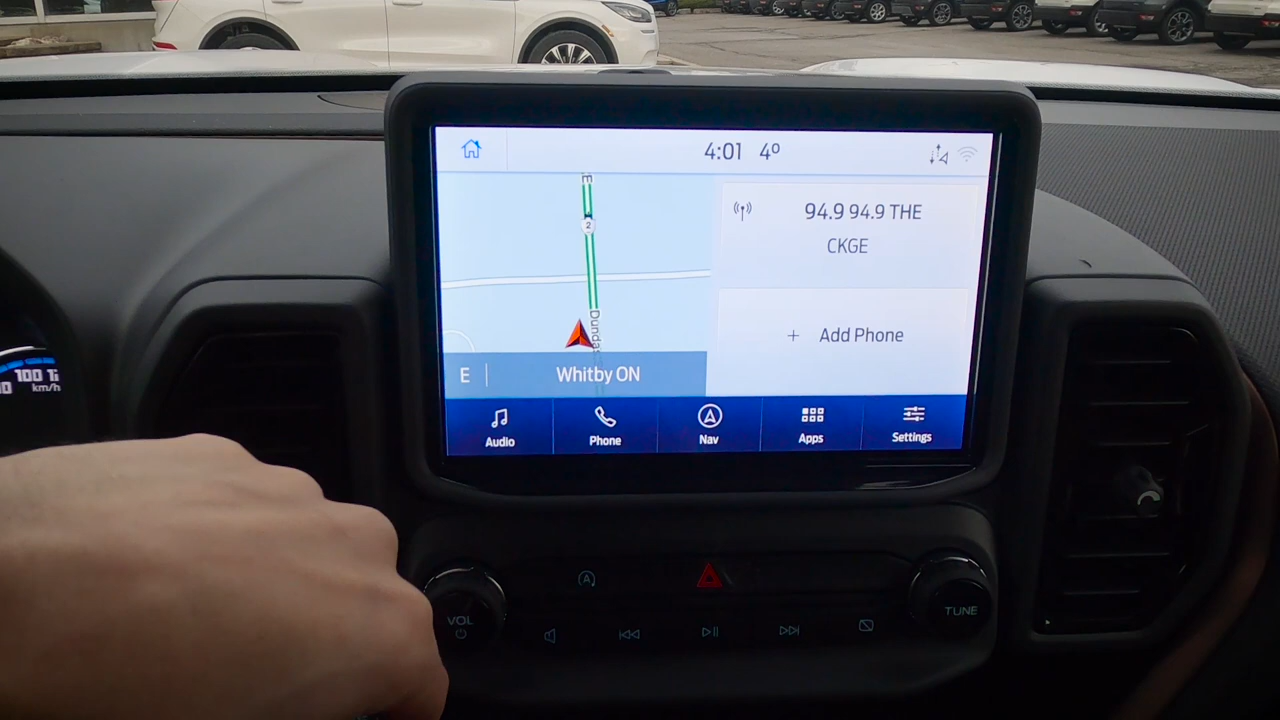 4:01 4°
E
2
94.9 94.9 THE
CKGE
Dundas
+ Add Phone
E Whitby ON
Audio Phone Nav Apps Settings
100
km/h
VOL
TUNE